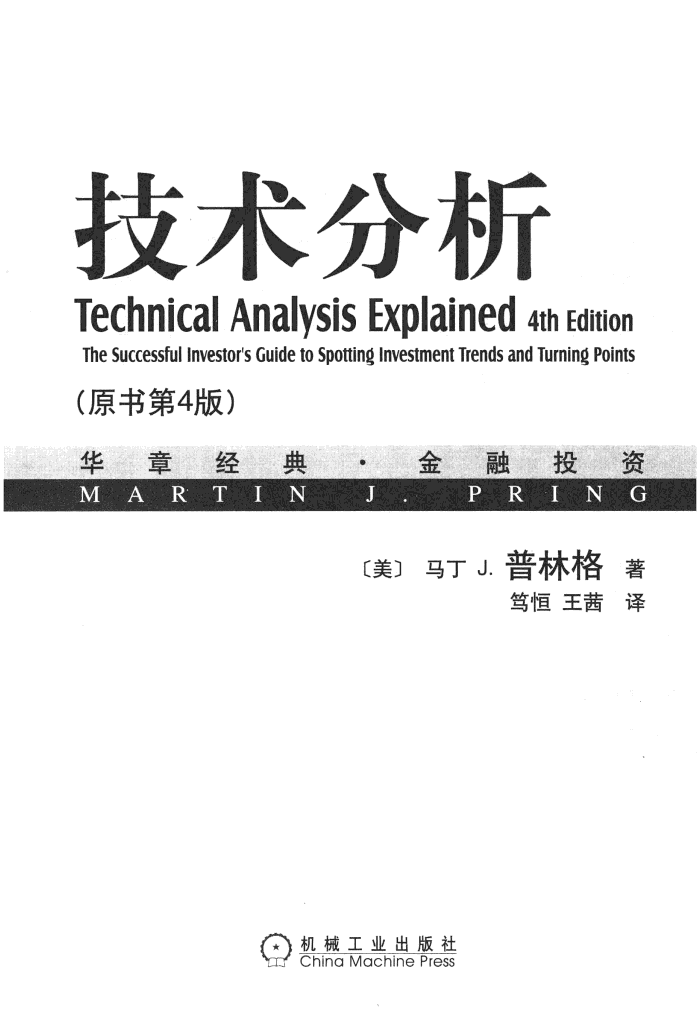 技术分析
Technical Analysis Explained 4th Edition
The Successful Investor's Guide to Spotting Investment Trends and Turning Points
（原书第4版）
华章经典·金融投资
MARTIN J. PRING
〔美〕 马丁 J. 普林格 著
笃恒 王茜 译
机械工业出版社
China Machine Press